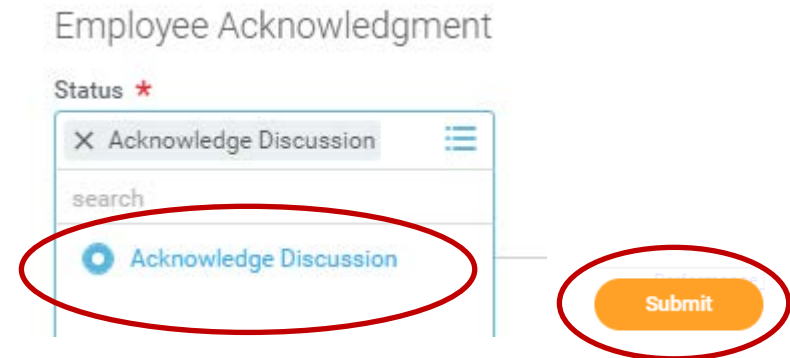 Employee Acknowledgment
Status *
× Acknowledge Discussion
search
Acknowledge Discussion
Submit